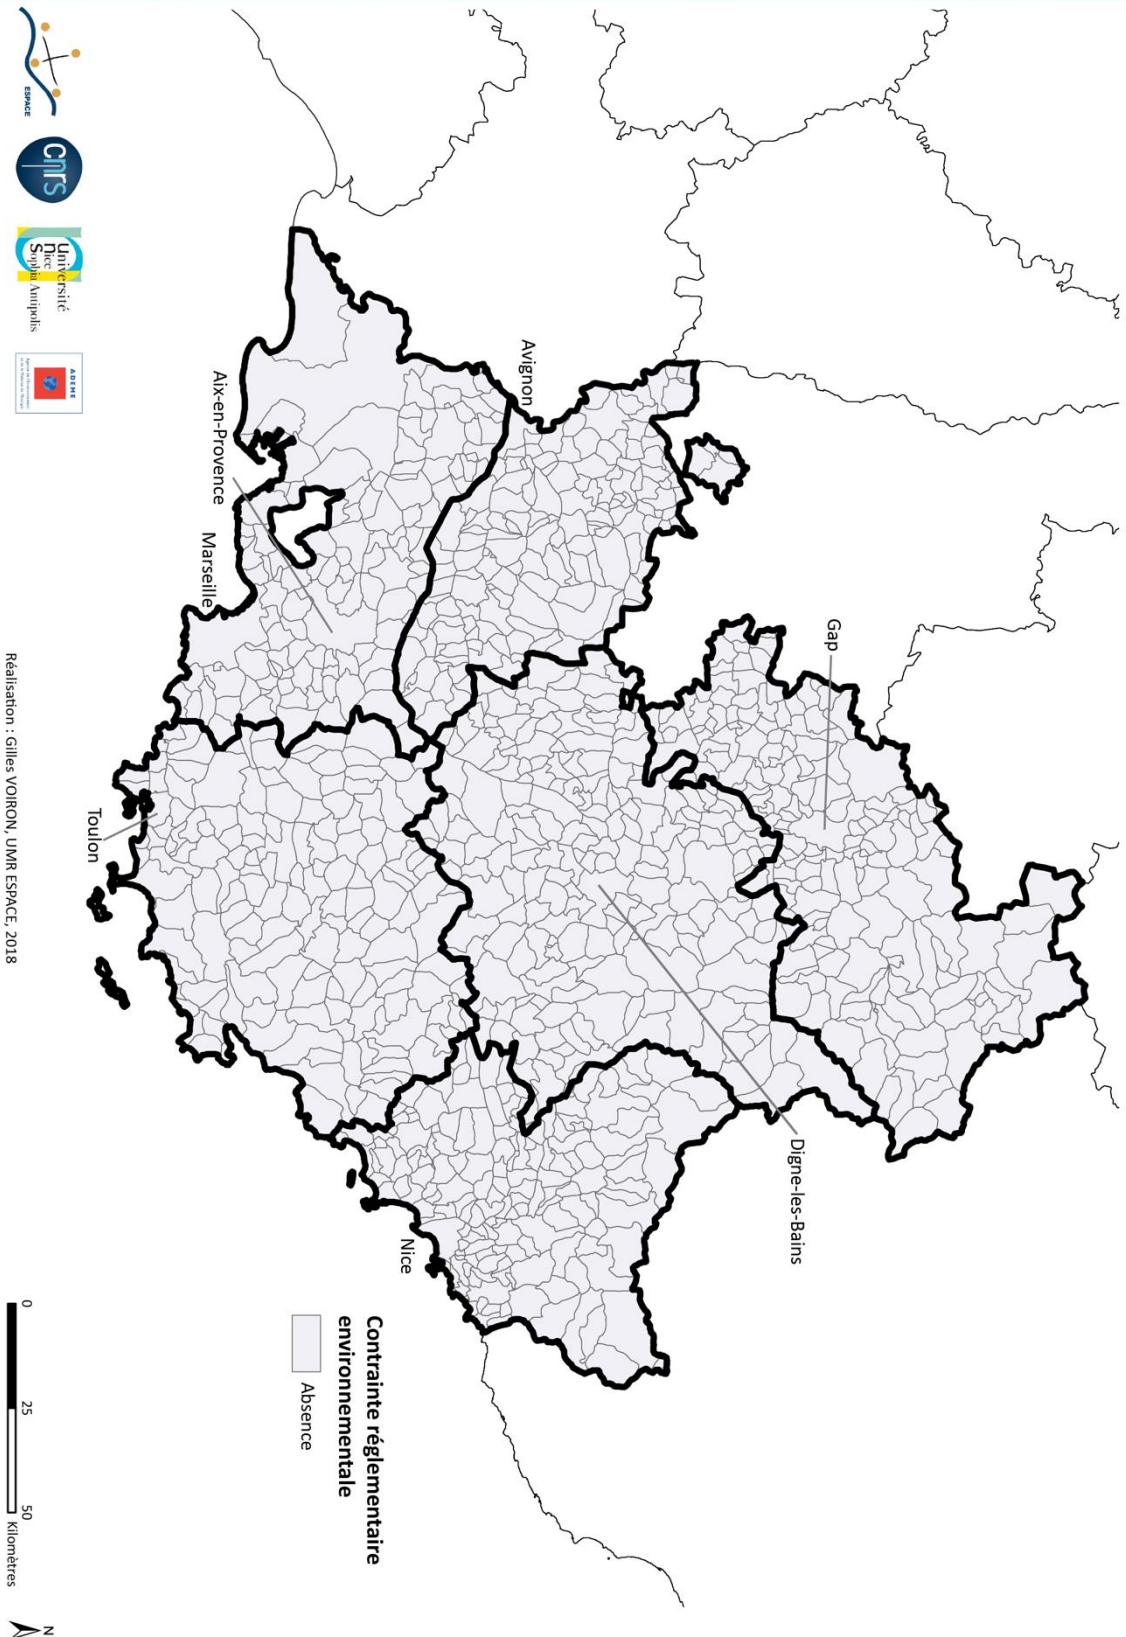 Gap
Digne-les-Bains
Avignon
Aix-en-Provence
Marseille
Nice
Toulon
Contrainte réglementaire
environnementale
Absence
0 25 50
Kilomètres
N
Réalisation : Gilles VOIRON, UMR ESPACE, 2018
ESPACE
cnrs
Université
nice
Sophia Antipolis
ADEME